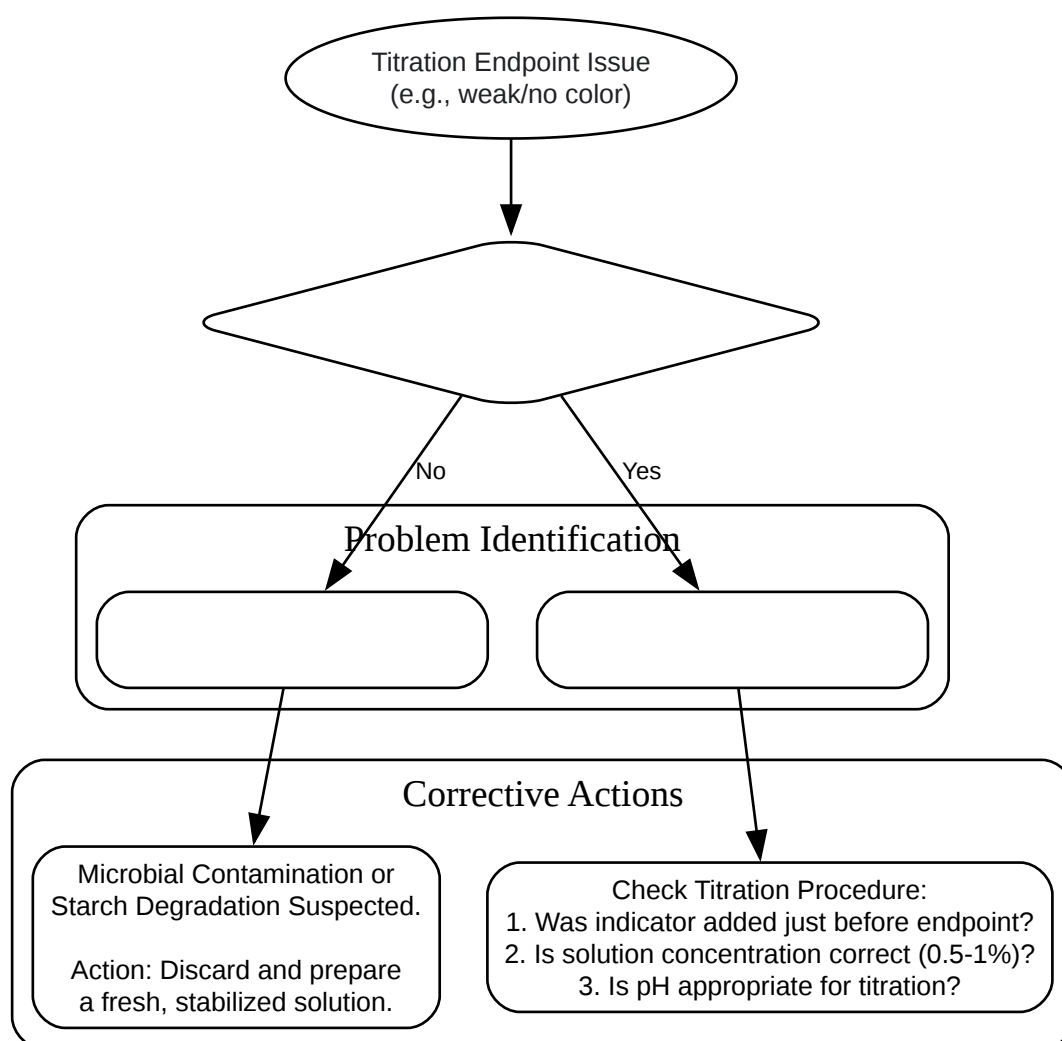 Titration Endpoint Issue
(e.g., weak/no color)
No
Yes
Problem Identification
Corrective Actions
Microbial Contamination or
Starch Degradation Suspected.
Action: Discard and prepare
a fresh, stabilized solution.
Check Titration Procedure:
1. Was indicator added just before endpoint?
2. Is solution concentration correct (0.5-1%)?
3. Is pH appropriate for titration?